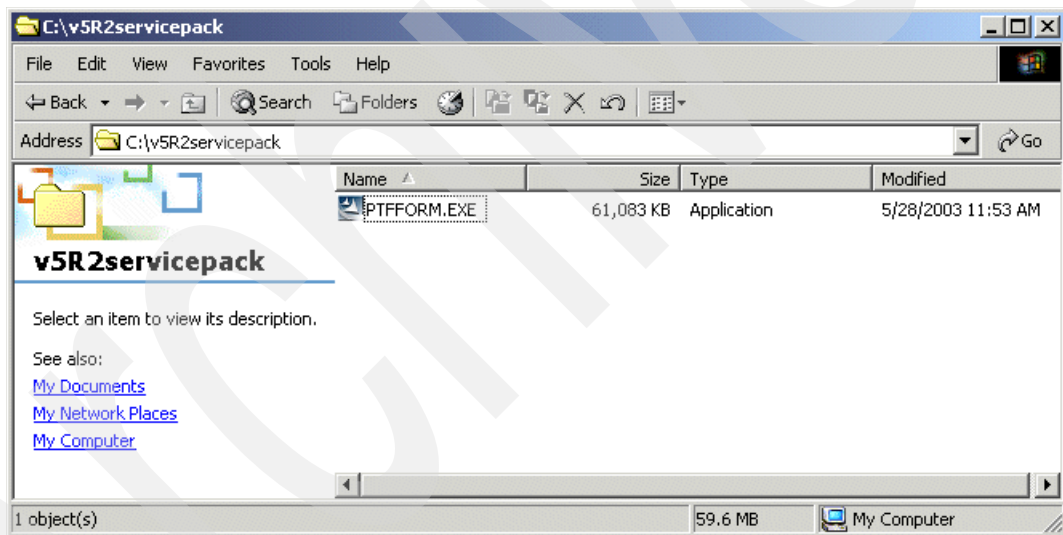 C:\v5R2servicepack
File Edit View Favorites Tools Help
Back Search Folders
Address C:\v5R2servicepack Go
Name Size Type Modified
PTFFORM.EXE 61,083 KB Application 5/28/2003 11:53 AM
v5R2servicepack
Select an item to view its description.
See also:
My Documents
My Network Places
My Computer
1 object(s) 59.6 MB My Computer